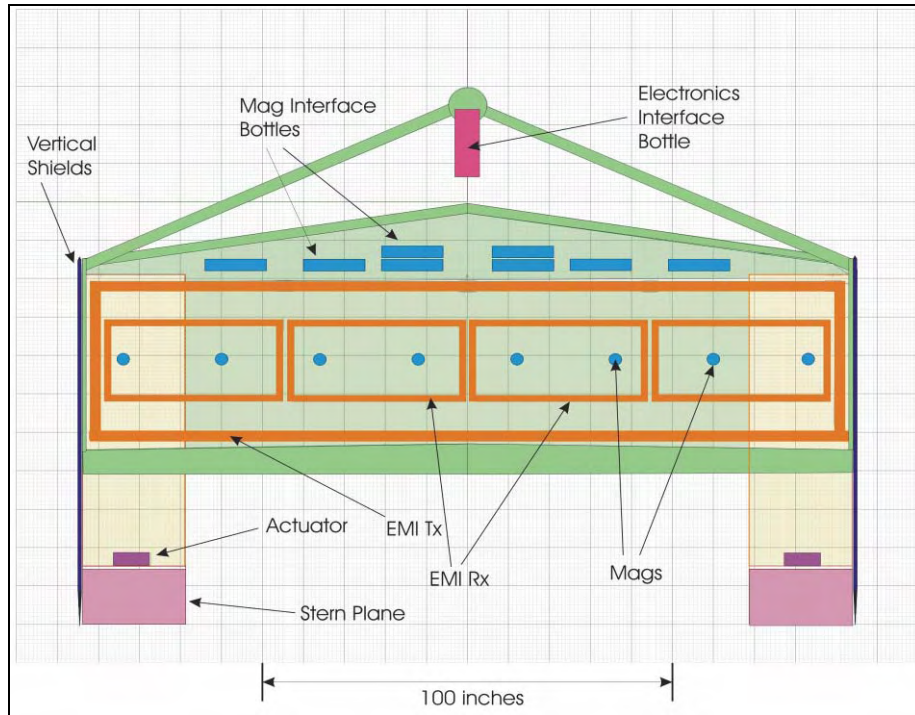 Mag Interface
Bottles
Electronics
Interface
Bottle
Vertical
Shields
Actuator
EMI Tx
EMI Rx
Mags
Stern Plane
100 inches